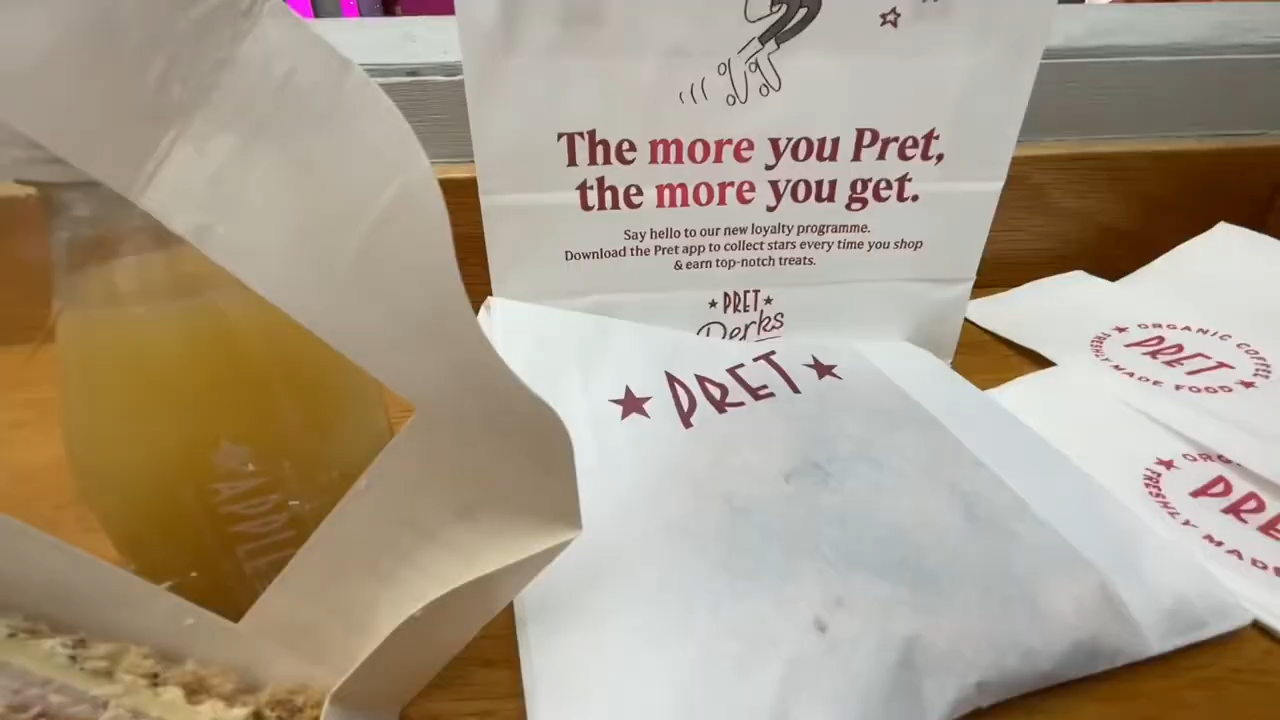 The more you Pret,
the more you get.
Say hello to our new loyalty programme.
Download the Pret app to collect stars every time you shop
& earn top-notch treats.
PRET
Perks
PRET
ORGANIC COFFEE
PRET
FRESHLY MADE FOOD
PRE
FRESHLY MADE
APPLE